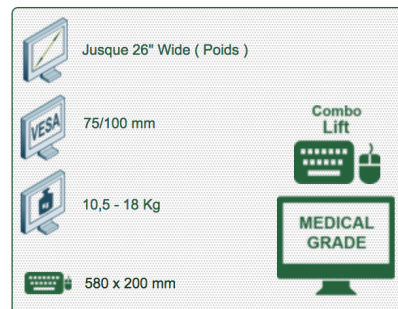 Jusque 26" Wide ( Poids )
VESA
75/100 mm
10,5 - 18 Kg
580 x 200 mm
Combo
Lift
MEDICAL
GRADE